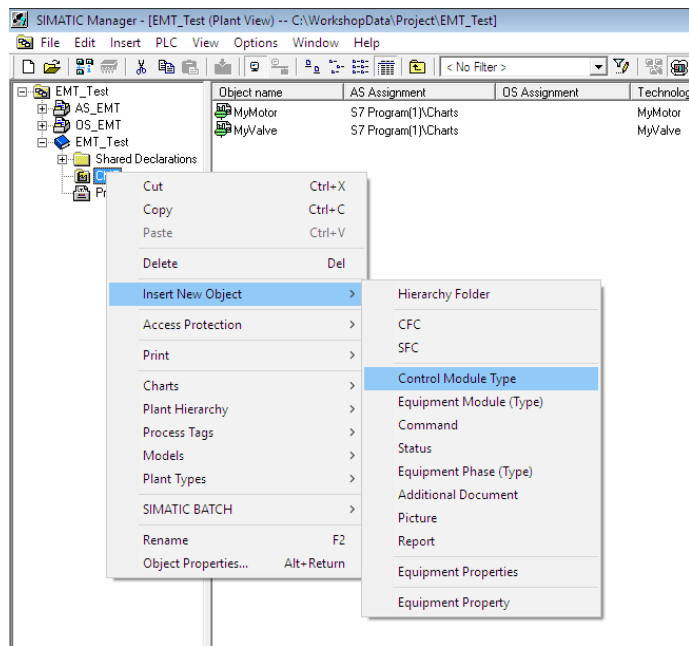 SIMATIC Manager - [EMT_Test (Plant View) -- C:\WorkshopData\Project\EMT_Test]
File Edit Insert PLC View Options Window Help
< No Filter >
EMT_Test
AS_EMT
OS_EMT
EMT_Test
Shared Declarations
Object name AS Assignment OS Assignment Technolog
MyMotor S7 Program(1)\Charts MyMotor
MyValve S7 Program(1)\Charts MyValve
Cut Ctrl+X
Copy Ctrl+C
Paste Ctrl+V
Delete Del
Insert New Object
Access Protection
Print
Charts
Plant Hierarchy
Process Tags
Models
Plant Types
SIMATIC BATCH
Rename F2
Object Properties... Alt+Return
Hierarchy Folder
CFC
SFC
Control Module Type
Equipment Module (Type)
Command
Status
Equipment Phase (Type)
Additional Document
Picture
Report
Equipment Properties
Equipment Property